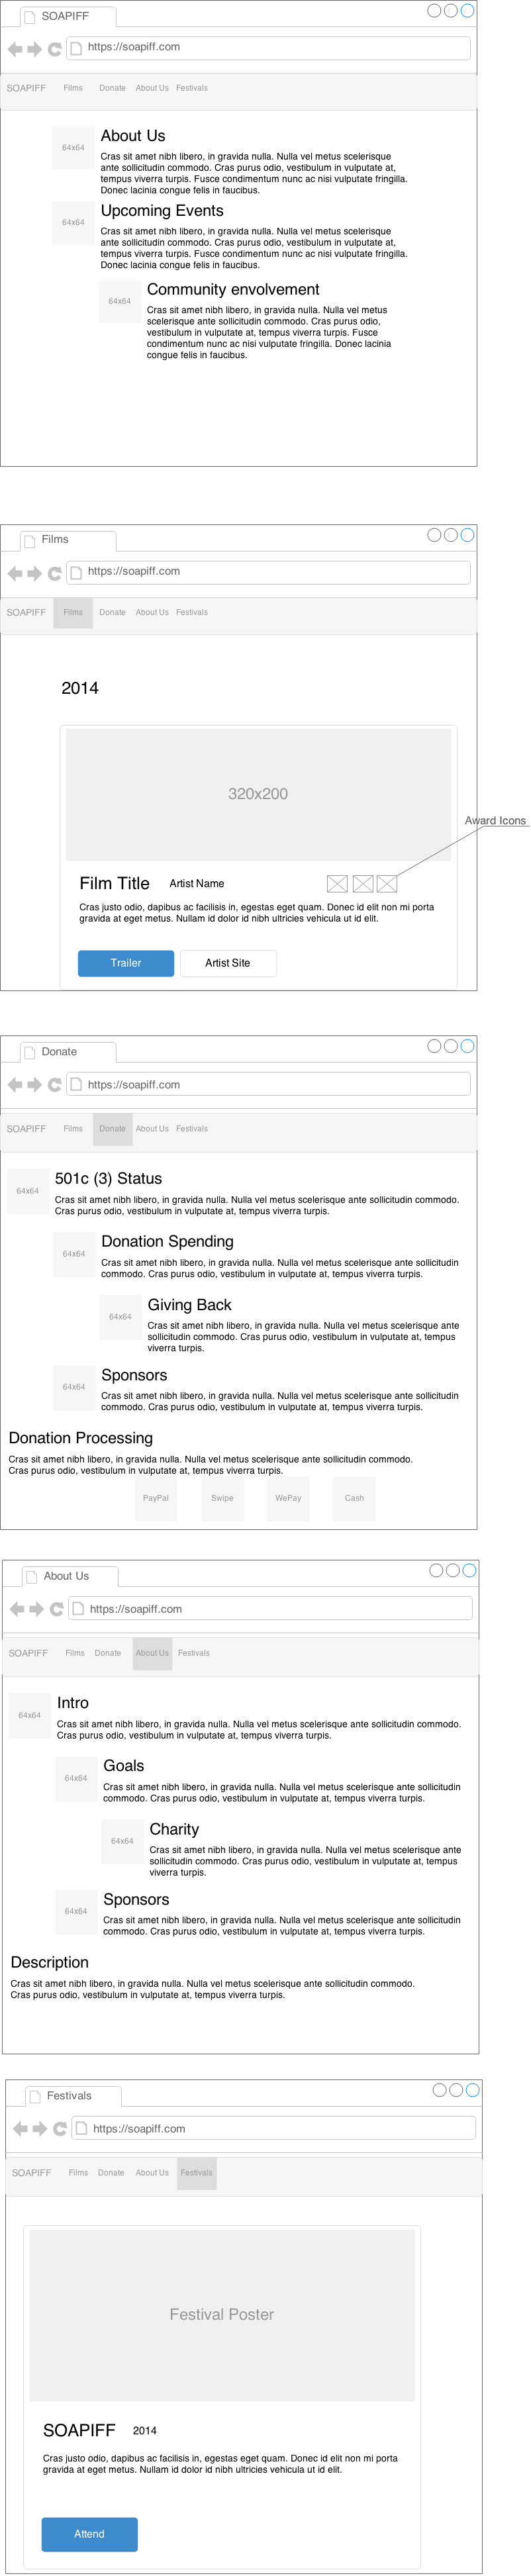 SOAPIFF
https://soapiff.com
SOAPIFF Films Donate About Us Festivals
64x64
About Us
Cras sit amet nibh libero, in gravida nulla. Nulla vel metus scelerisque
ante sollicitudin commodo. Cras purus odio, vestibulum in vulputate at,
tempus viverra turpis. Fusce condimentum nunc ac nisi vulputate fringilla.
Donec lacinia congue felis in faucibus.
64x64
Upcoming Events
Cras sit amet nibh libero, in gravida nulla. Nulla vel metus scelerisque
ante sollicitudin commodo. Cras purus odio, vestibulum in vulputate at,
tempus viverra turpis. Fusce condimentum nunc ac nisi vulputate fringilla.
Donec lacinia congue felis in faucibus.
64x64
Community envolvement
Cras sit amet nibh libero, in gravida nulla. Nulla vel metus
scelerisque ante sollicitudin commodo. Cras purus odio,
vestibulum in vulputate at, tempus viverra turpis. Fusce
condimentum nunc ac nisi vulputate fringilla. Donec lacinia
congue felis in faucibus.
Films
https://soapiff.com
SOAPIFF Films Donate About Us Festivals
2014
320x200
Award Icons
Film Title Artist Name
Cras justo odio, dapibus ac facilisis in, egestas eget quam. Donec id elit non mi porta
gravida at eget metus. Nullam id dolor id nibh ultricies vehicula ut id elit.
Trailer Artist Site
Donate
https://soapiff.com
SOAPIFF Films Donate About Us Festivals
64x64
501c (3) Status
Cras sit amet nibh libero, in gravida nulla. Nulla vel metus scelerisque ante sollicitudin commodo.
Cras purus odio, vestibulum in vulputate at, tempus viverra turpis.
64x64
Donation Spending
Cras sit amet nibh libero, in gravida nulla. Nulla vel metus scelerisque ante sollicitudin
commodo. Cras purus odio, vestibulum in vulputate at, tempus viverra turpis.
64x64
Giving Back
Cras sit amet nibh libero, in gravida nulla. Nulla vel metus scelerisque ante
sollicitudin commodo. Cras purus odio, vestibulum in vulputate at, tempus
viverra turpis.
64x64
Sponsors
Cras sit amet nibh libero, in gravida nulla. Nulla vel metus scelerisque ante sollicitudin
commodo. Cras purus odio, vestibulum in vulputate at, tempus viverra turpis.
Donation Processing
Cras sit amet nibh libero, in gravida nulla. Nulla vel metus scelerisque ante sollicitudin commodo.
Cras purus odio, vestibulum in vulputate at, tempus viverra turpis.
PayPal Swipe WePay Cash
About Us
https://soapiff.com
SOAPIFF Films Donate About Us Festivals
64x64
Intro
Cras sit amet nibh libero, in gravida nulla. Nulla vel metus scelerisque ante sollicitudin commodo.
Cras purus odio, vestibulum in vulputate at, tempus viverra turpis.
64x64
Goals
Cras sit amet nibh libero, in gravida nulla. Nulla vel metus scelerisque ante sollicitudin
commodo. Cras purus odio, vestibulum in vulputate at, tempus viverra turpis.
64x64
Charity
Cras sit amet nibh libero, in gravida nulla. Nulla vel metus scelerisque ante
sollicitudin commodo. Cras purus odio, vestibulum in vulputate at, tempus
viverra turpis.
64x64
Sponsors
Cras sit amet nibh libero, in gravida nulla. Nulla vel metus scelerisque ante sollicitudin
commodo. Cras purus odio, vestibulum in vulputate at, tempus viverra turpis.
Description
Cras sit amet nibh libero, in gravida nulla. Nulla vel metus scelerisque ante sollicitudin commodo.
Cras purus odio, vestibulum in vulputate at, tempus viverra turpis.
Festivals
https://soapiff.com
SOAPIFF Films Donate About Us Festivals
Festival Poster
SOAPIFF 2014
Cras justo odio, dapibus ac facilisis in, egestas eget quam. Donec id elit non mi porta
gravida at eget metus. Nullam id dolor id nibh ultricies vehicula ut id elit.
Attend